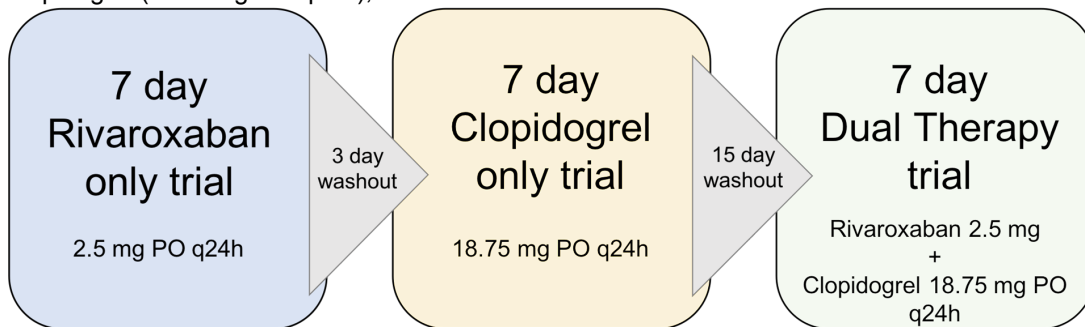 7 day
Rivaroxaban
only trial
2.5 mg PO q24h
3 day
washout
7 day
Clopidogrel
only trial
18.75 mg PO q24h
15 day
washout
7 day
Dual Therapy
trial
Rivaroxaban 2.5 mg
+
Clopidogrel 18.75 mg PO
q24h